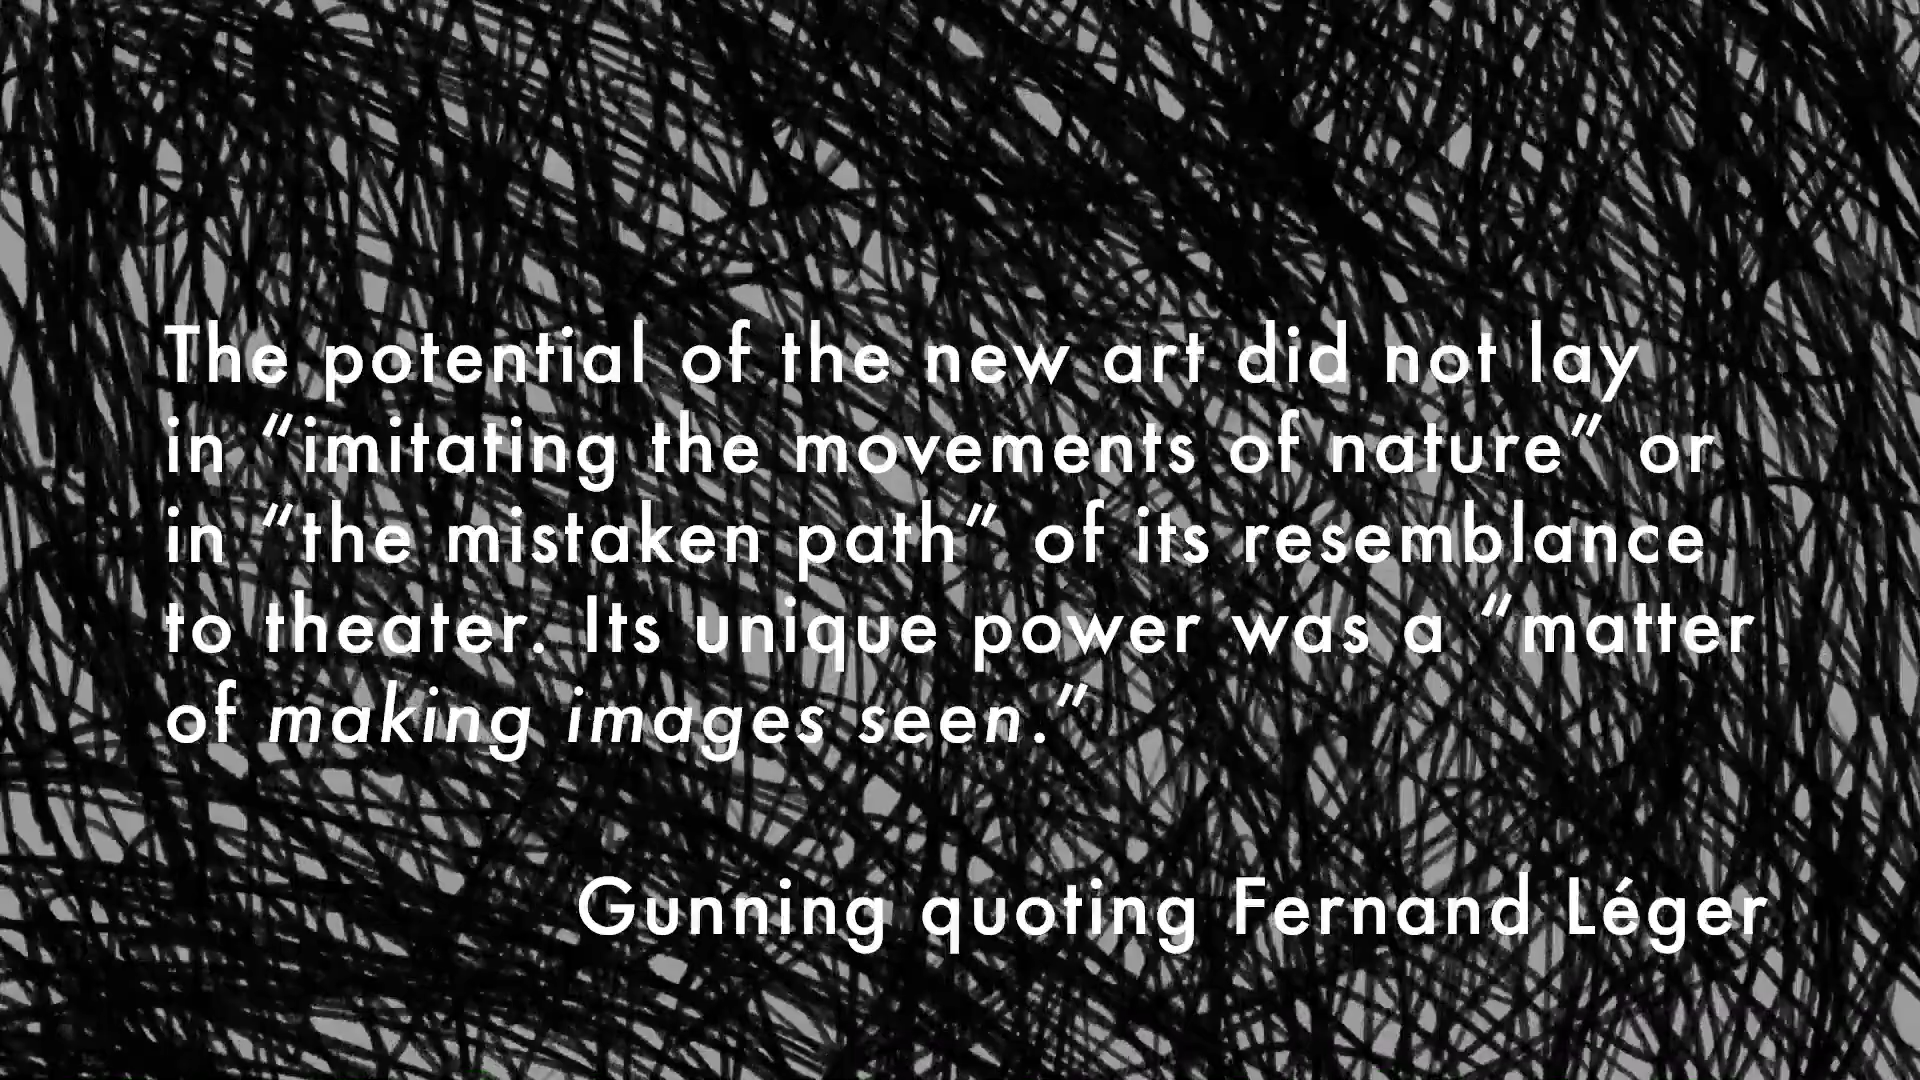 The potential of the new art did not lay
in “imitating the movements of nature” or
in “the mistaken path” of its resemblance
to theater. Its unique power was a “matter
of making images seen.”
Gunning quoting Fernand Léger